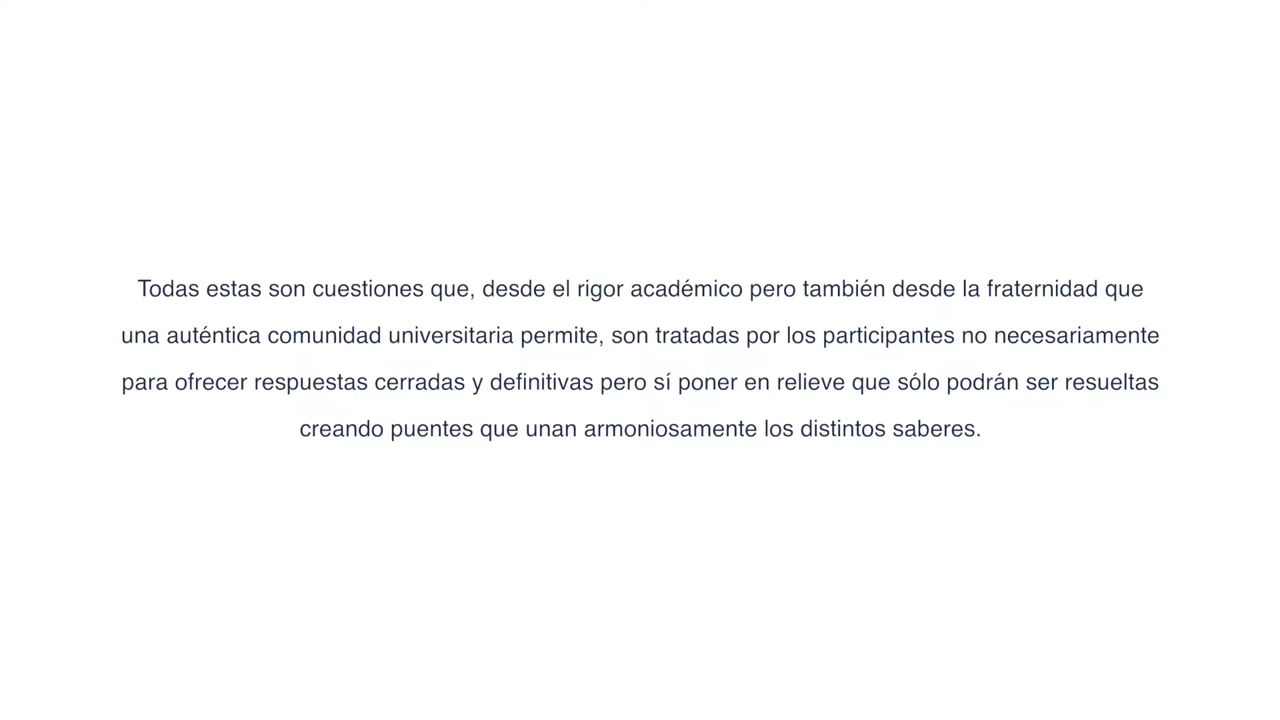 Todas estas son cuestiones que, desde el rigor académico pero también desde la fraternidad que
una auténtica comunidad universitaria permite, son tratadas por los participantes no necesariamente
para ofrecer respuestas cerradas y definitivas pero sí poner en relieve que sólo podrán ser resueltas
creando puentes que unan armoniosamente los distintos saberes.